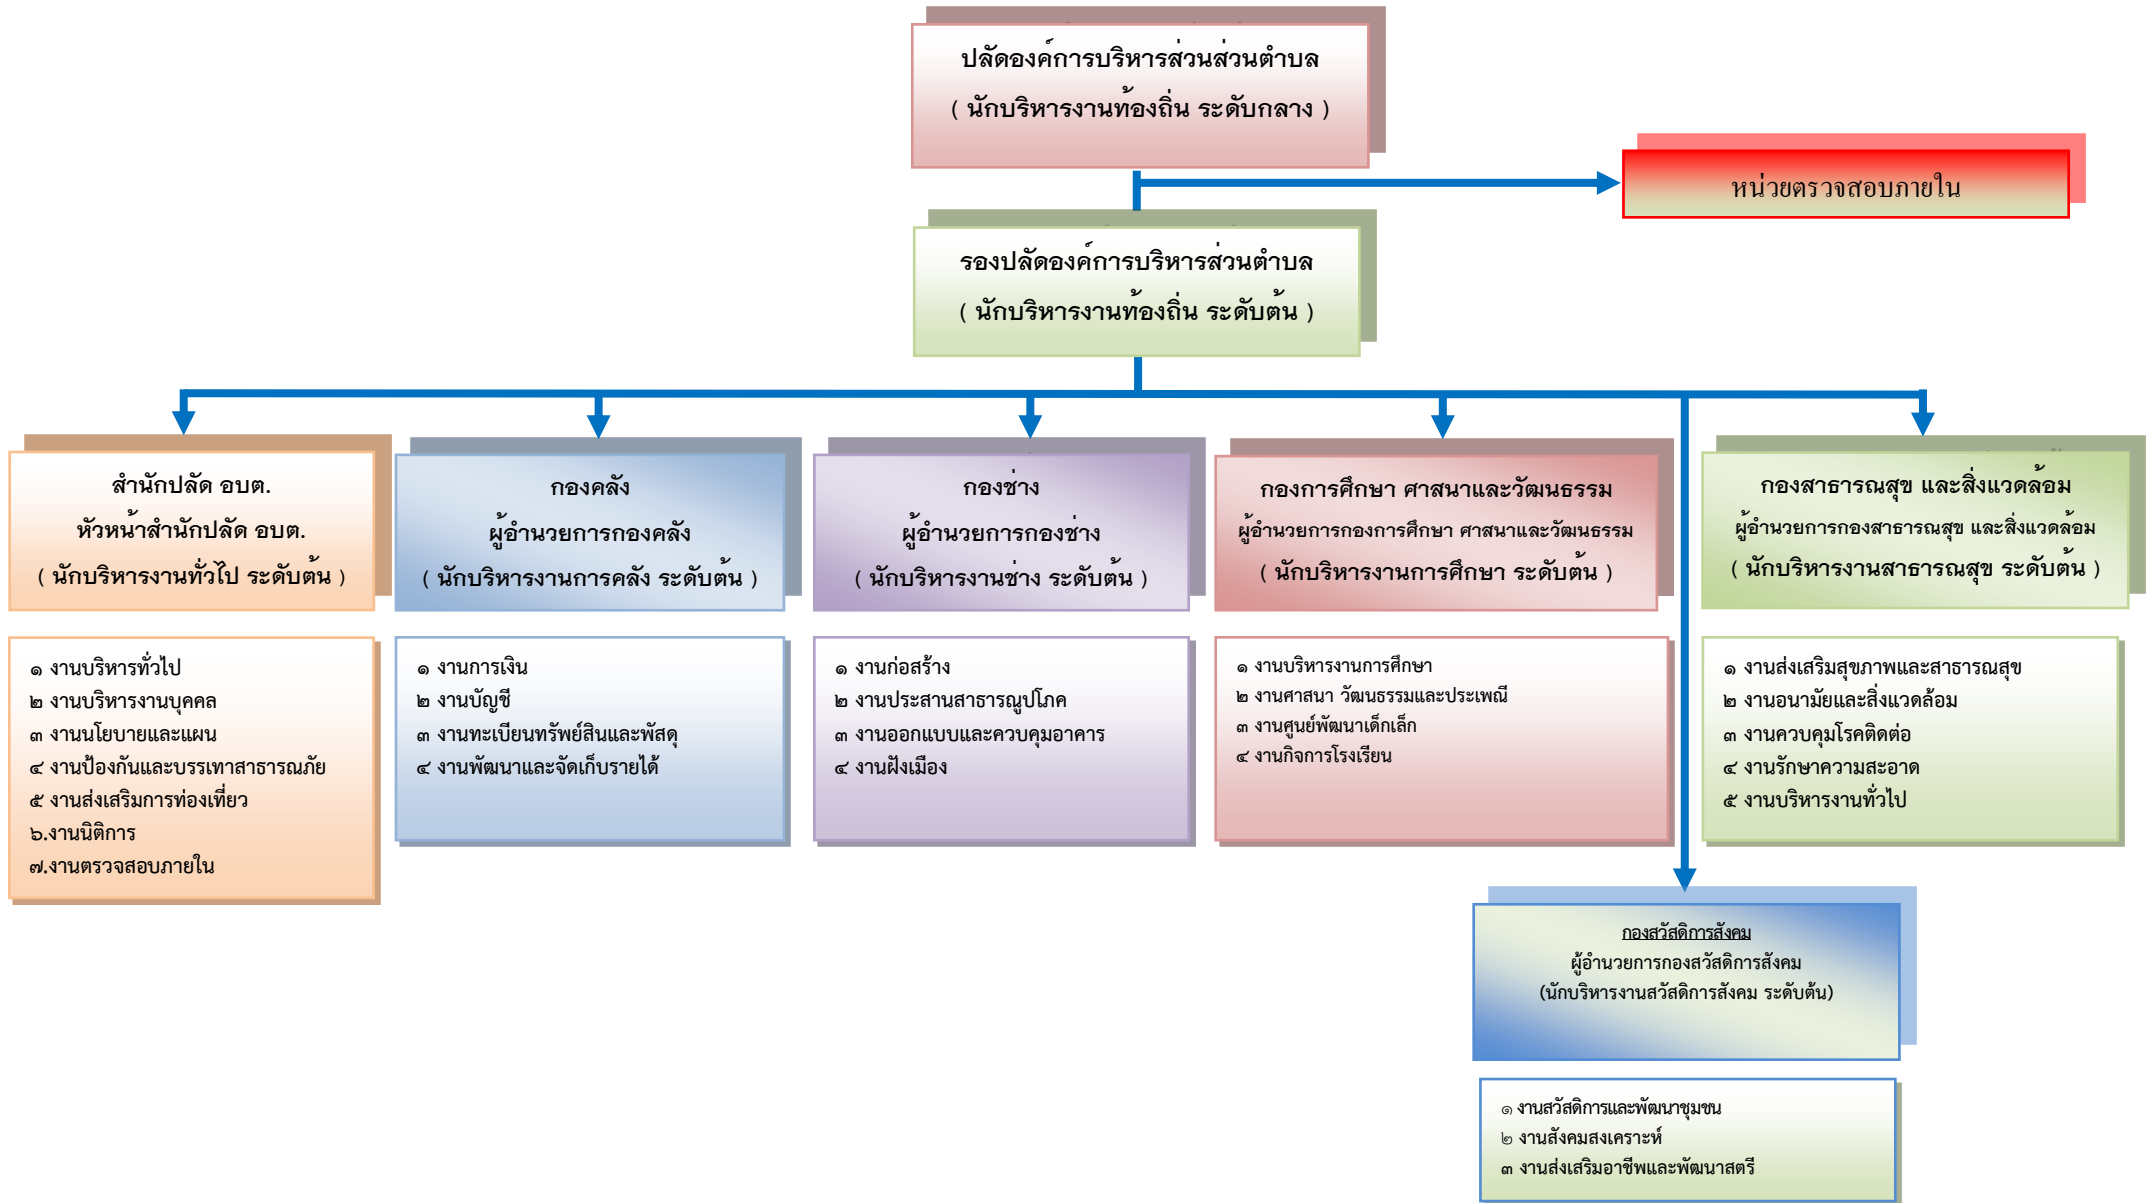 ปลัดองค์การบริหารส่วนส่วนตำบล
( นักบริหารงานท้องถิ่น ระดับกลาง )
หน่วยตรวจสอบภายใน
รองปลัดองค์การบริหารส่วนตำบล
( นักบริหารงานท้องถิ่น ระดับต้น )
สำนักปลัด อบต.
หัวหน้าสำนักปลัด อบต.
( นักบริหารงานทั่วไป ระดับต้น )
กองคลัง
ผู้อำนวยการกองคลัง
( นักบริหารงานการคลัง ระดับต้น )
กองช่าง
ผู้อำนวยการกองช่าง
( นักบริหารงานช่าง ระดับต้น )
กองการศึกษา ศาสนาและวัฒนธรรม
ผู้อำนวยการกองการศึกษา ศาสนาและวัฒนธรรม
( นักบริหารงานการศึกษา ระดับต้น )
กองสาธารณสุข และสิ่งแวดล้อม
ผู้อำนวยการกองสาธารณสุข และสิ่งแวดล้อม
( นักบริหารงานสาธารณสุข ระดับต้น )
๑ งานบริหารทั่วไป
๒ งานบริหารงานบุคคล
๓ งานนโยบายและแผน
๔ งานป้องกันและบรรเทาสาธารณภัย
๕ งานส่งเสริมการท่องเที่ยว
๖.งานนิติการ
๗.งานตรวจสอบภายใน
๑ งานการเงิน
๒ งานบัญชี
๓ งานทะเบียนทรัพย์สินและพัสดุ
๔ งานพัฒนาและจัดเก็บรายได้
๑ งานก่อสร้าง
๒ งานประสานสาธารณูปโภค
๓ งานออกแบบและควบคุมอาคาร
๔ งานผังเมือง
๑ งานบริหารงานการศึกษา
๒ งานศาสนา วัฒนธรรมและประเพณี
๓ งานศูนย์พัฒนาเด็กเล็ก
๔ งานกิจการโรงเรียน
๑ งานส่งเสริมสุขภาพและสาธารณสุข
๒ งานอนามัยและสิ่งแวดล้อม
๓ งานควบคุมโรคติดต่อ
๔ งานรักษาความสะอาด
๕ งานบริหารงานทั่วไป
กองสวัสดิการสังคม
ผู้อำนวยการกองสวัสดิการสังคม
(นักบริหารงานสวัสดิการสังคม ระดับต้น)
๑ งานสวัสดิการและพัฒนาชุมชน
๒ งานสังคมสงเคราะห์
๓ งานส่งเสริมอาชีพและพัฒนาสตรี